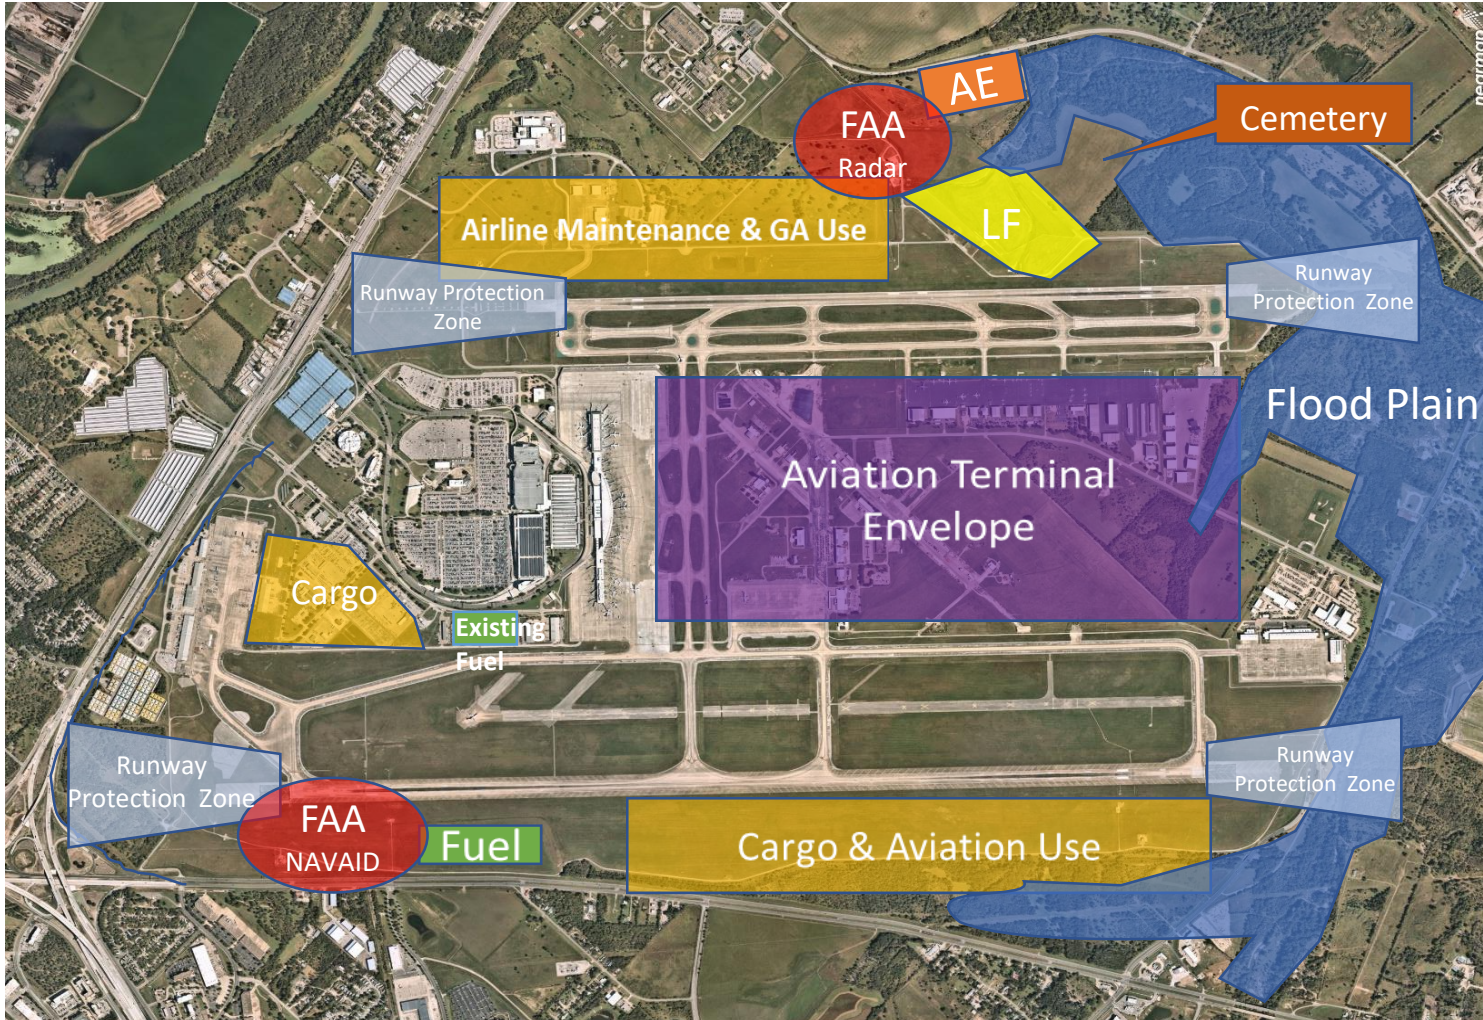 nearmap
AE
FAA
Radar
Cemetery
Airline Maintenance & GA Use
LF
Runway Protection
Zone
Runway
Protection Zone
Flood Plain
Aviation Terminal
Envelope
Cargo
Existing
Fuel
Runway
Protection Zone
Runway
Protection Zone
FAA
NAVAID
Fuel
Cargo & Aviation Use